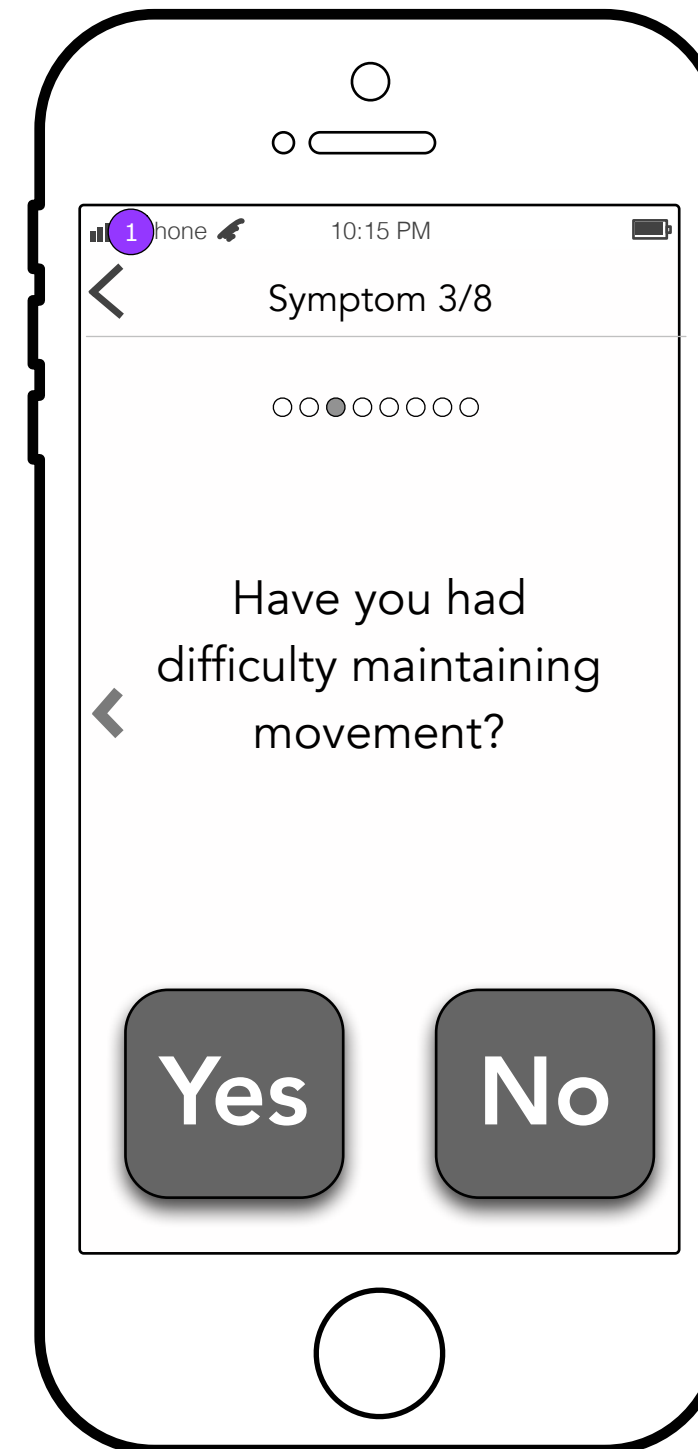 1 hone 10:15 PM
Symptom 3/8
Have you had
difficulty maintaining
movement?
Yes No